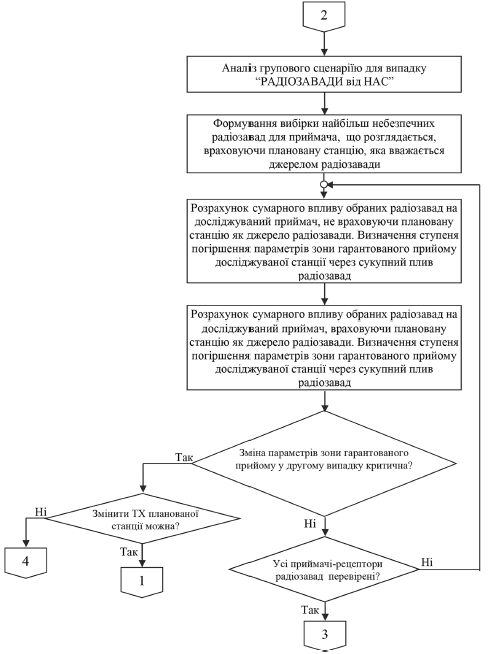 2
Аналіз групового сценарію для випадку
“РАДІОЗАВАДИ від НАС”
Формування вибірки найбільш небезпечних
радіозавад для приймача, що розглядається,
враховуючи плановану станцію, яка вважається
джерелом радіозавади
Розрахунок сумарного впливу обраних радіозавад на
досліджуваний приймач, не враховуючи плановану
станцію як джерело радіозавади. Визначення ступеня
погіршення параметрів зони гарантованого прийому
досліджуваної станції через сукупний плив
радіозавад
Розрахунок сумарного впливу обраних радіозавад на
досліджуваний приймач, враховуючи плановану
станцію як джерело радіозавади. Визначення ступеня
погіршення параметрів зони гарантованого прийому
досліджуваної станції через сукупний плив
радіозавад
Зміна параметрів зони гарантованого
прийому у другому випадку критична?
Так
Змінити ТХ планованої
станції можна?
Ні
Так
4
1
Ні
Усі приймачі-рецептори
радіозавад перевірені?
Ні
Так
3